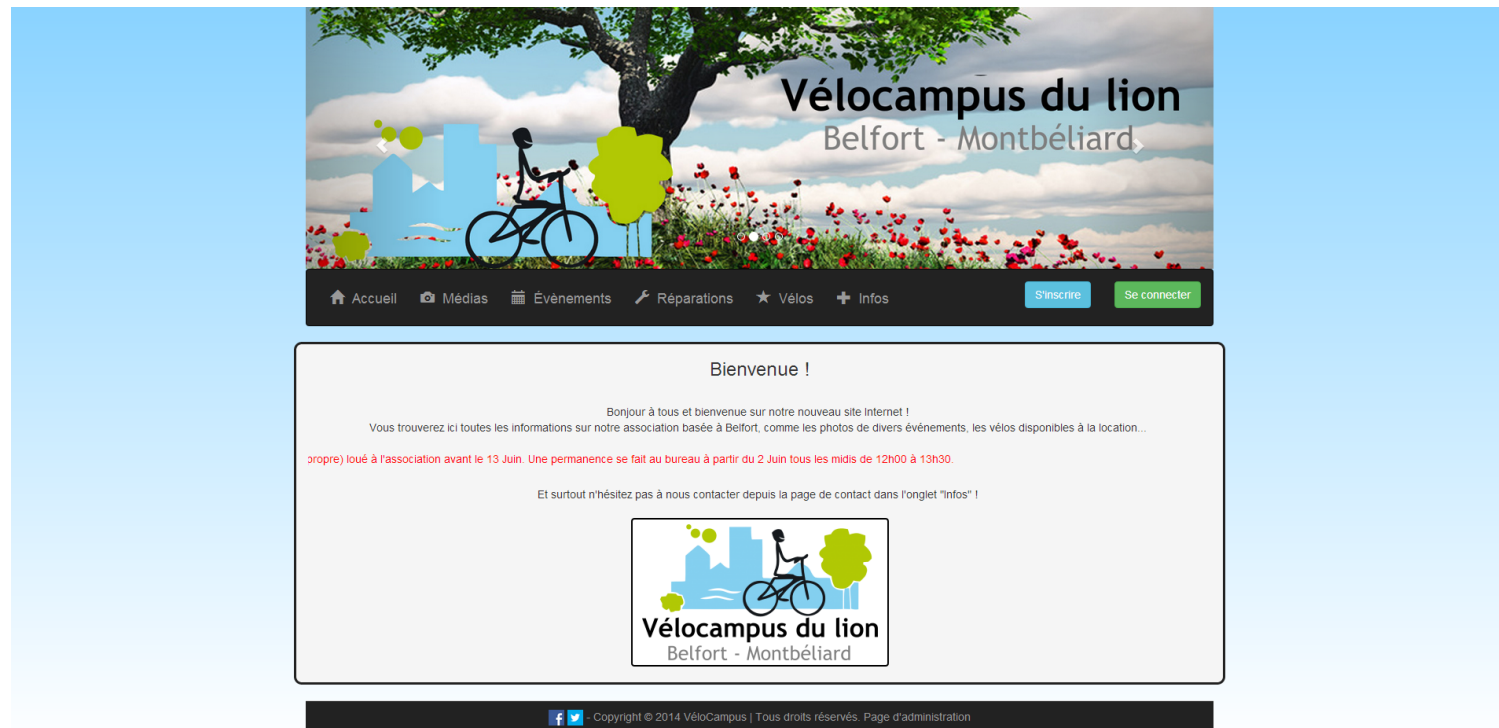 Vélocampus du lion
Belfort - Montbéliard
Accueil Médias Évènements Réparations Vélos Infos S'inscrire Se connecter
Bienvenue !
Bonjour à tous et bienvenue sur notre nouveau site Internet !
Vous trouverez ici toutes les informations sur notre association basée à Belfort, comme les photos de divers événements, les vélos disponibles à la location...
propre) loué à l'association avant le 13 Juin. Une permanence se fait au bureau à partir du 2 Juin tous les midis de 12h00 à 13h30.
Et surtout n'hésitez pas à nous contacter depuis la page de contact dans l'onglet "Infos" !
Vélocampus du lion
Belfort - Montbéliard
- Copyright © 2014 VéloCampus | Tous droits réservés. Page d'administration